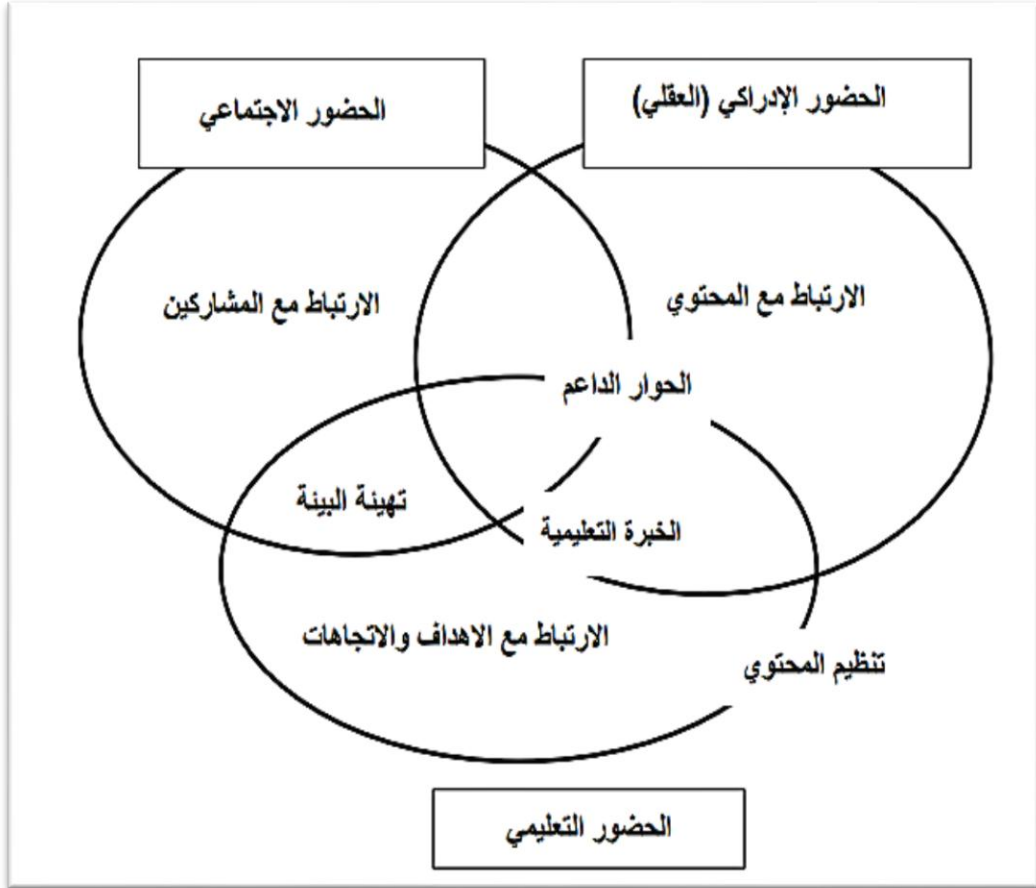 الحضور الإدراكي (العقلي)
الحضور الاجتماعي
الارتباط مع المحتوي
الارتباط مع المشاركين
الحوار الداعم
تهيئة البيئة
الخبرة التعليمية
الارتباط مع الاهداف والاتجاهات
تنظيم المحتوي
الحضور التعليمي